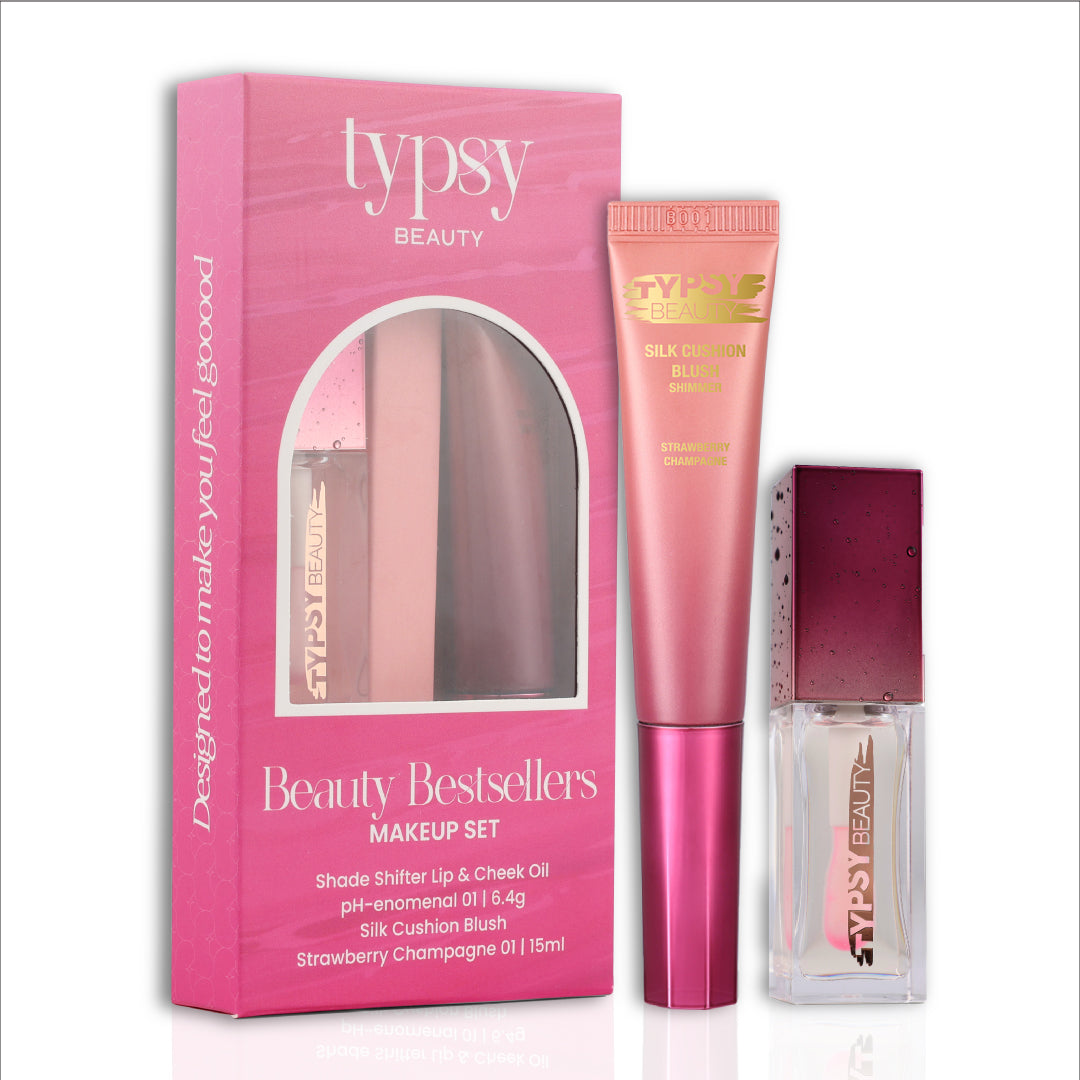 Designed to make you feel gooood
typsy
BEAUTY
TYPSY BEAUTY
Beauty Bestsellers
MAKEUP SET
Shade Shifter Lip & Cheek Oil
pH-enomenal 01 | 6.4g
Silk Cushion Blush
Strawberry Champagne 01 | 15ml
B001
TYPSY
BEAUTY
SILK CUSHION
BLUSH
SHIMMER
STRAWBERRY
CHAMPAGNE
TYPSY BEAUTY